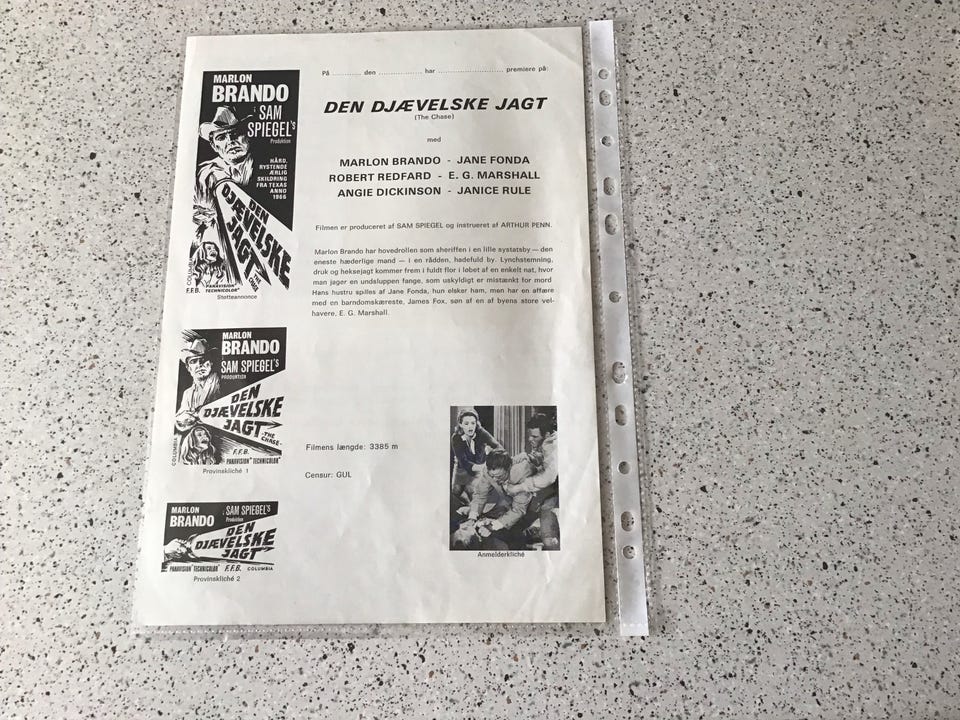 På ........... den ............... har ...................... premiere på:
DEN DJÆVELSKE JAGT
(The Chase)
med
MARLON BRANDO - JANE FONDA
ROBERT REDFARD - E. G. MARSHALL
ANGIE DICKINSON - JANICE RULE
Filmen er produceret af SAM SPIEGEL og instrueret af ARTHUR PENN.
Marlon Brando har hovedrollen som sheriffen i en lille systatsby — den
eneste hæderlige mand — i en rådden, hadefuld by. Lynchstemning,
druk og heksejagt kommer frem i fuldt flor i løbet af en enkelt nat, hvor
man jager en undsluppen fange, som uskyldigt er mistænkt for mord
Hans hustru spilles af Jane Fonda, hun elsker ham, men har en affære
med en barndomskæreste, James Fox, søn af en af byens store vel-
havere, E. G. Marshall.
Filmens længde: 3385 m
Censur: GUL
Anmelderkliché
MARLON
BRANDO
SAM
SPIEGEL's
Produktion
HÅRD,
RYSTENDE
ÆRLIG
SKILDRING
FRA TEXAS
ANNO
1966
DEN
DJÆVELSKE
JAGT
COLUMBIA
F.F.B.
PANAVISION
TECHNICOLOR
Støtteannonce
MARLON
BRANDO
SAM SPIEGEL's
PRODUKTION
DEN
DJÆVELSKE
JAGT
-THE
CHASE-
F.F.B.
COLUMBIA
PANAVISION" TECHNICOLOR"
Provinskliché 1
MARLON
BRANDO
SAM SPIEGEL's
Produktion
DEN
DJÆVELSKE
JAGT
PANAVISION "TECHNICOLOR" F.F.B. COLUMBIA
Provinskliché 2